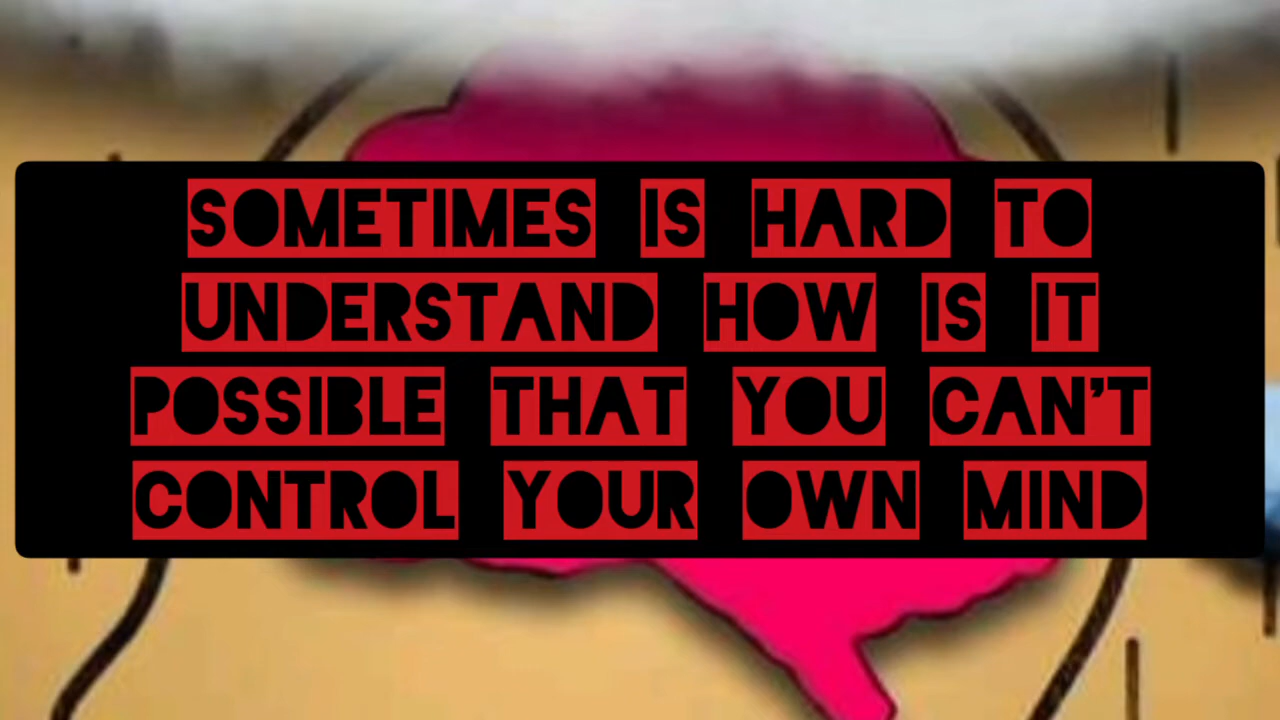 SOMETIMES IS HARD TO
UNDERSTAND HOW IS IT
POSSIBLE THAT YOU CAN'T
CONTROL YOUR OWN MIND